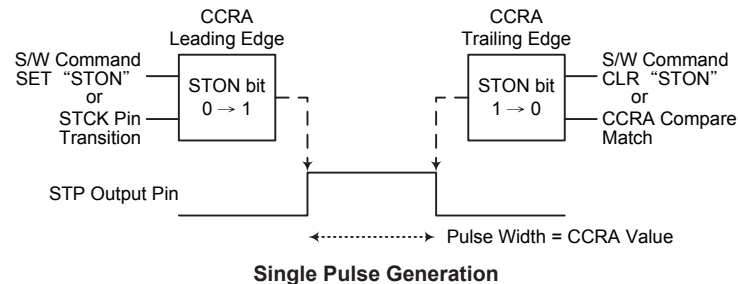 CCRA
Leading Edge
CCRA
Trailing Edge
S/W Command
SET “STON”
or
STCK Pin
Transition
STON bit
0 → 1
STON bit
1 → 0
S/W Command
CLR “STON”
or
CCRA Compare
Match
STP Output Pin
Pulse Width = CCRA Value
Single Pulse Generation